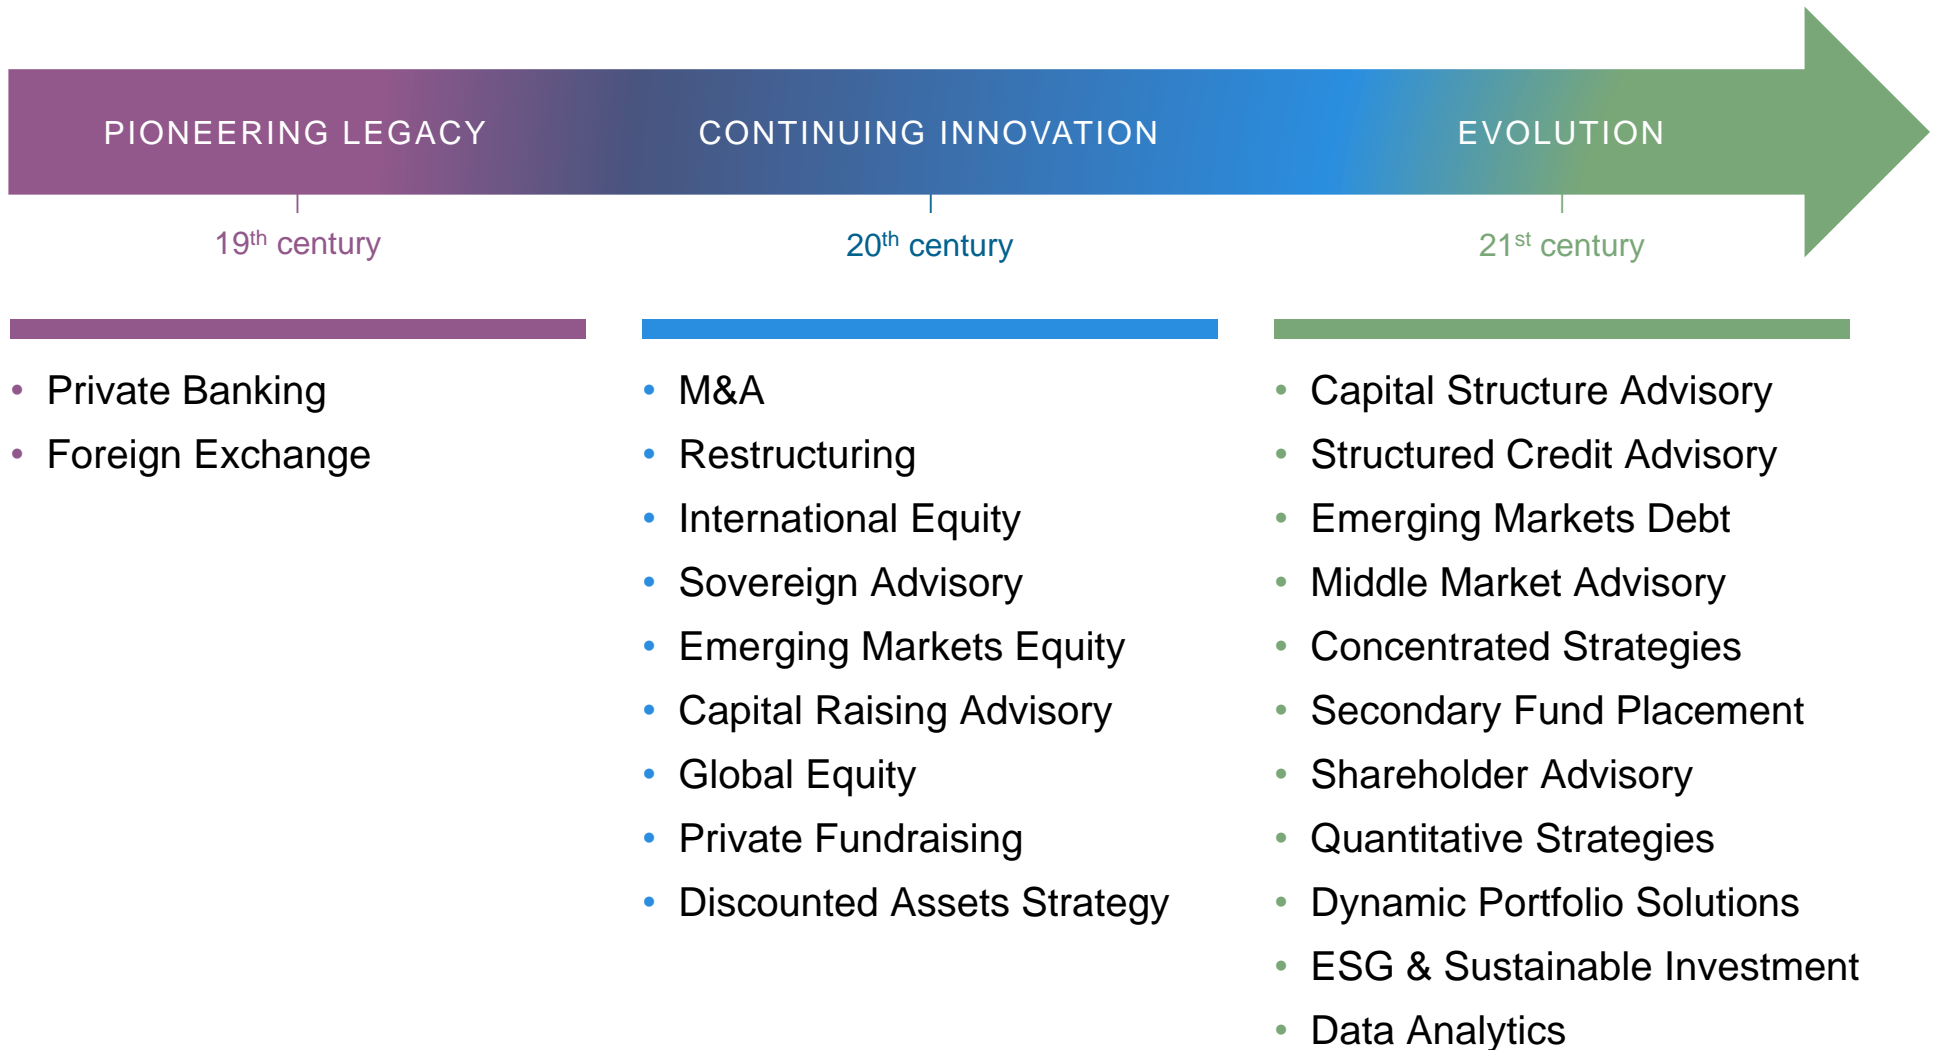 PIONEERING LEGACY
CONTINUING INNOVATION
EVOLUTION
19th century
20th century
21st century
• Private Banking
• Foreign Exchange
• M&A
• Restructuring
• International Equity
• Sovereign Advisory
• Emerging Markets Equity
• Capital Raising Advisory
• Global Equity
• Private Fundraising
• Discounted Assets Strategy
• Capital Structure Advisory
• Structured Credit Advisory
• Emerging Markets Debt
• Middle Market Advisory
• Concentrated Strategies
• Secondary Fund Placement
• Shareholder Advisory
• Quantitative Strategies
• Dynamic Portfolio Solutions
• ESG & Sustainable Investment
• Data Analytics